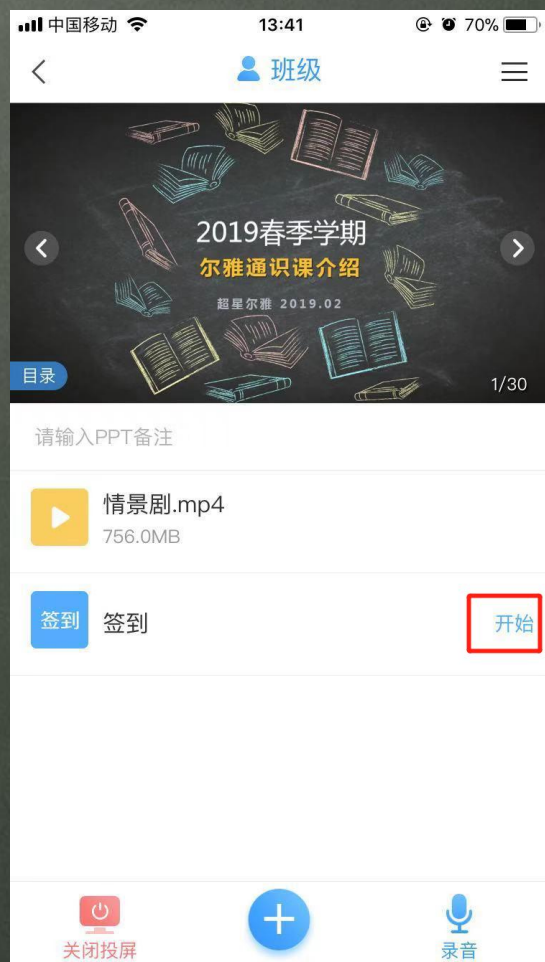 中国移动 13:41 70%
班级
2019春季学期
尔雅通识课介绍
超星尔雅 2019.02
目录
1/30
请输入PPT备注
情景剧.mp4
756.0MB
签到 签到 开始
关闭投屏 录音